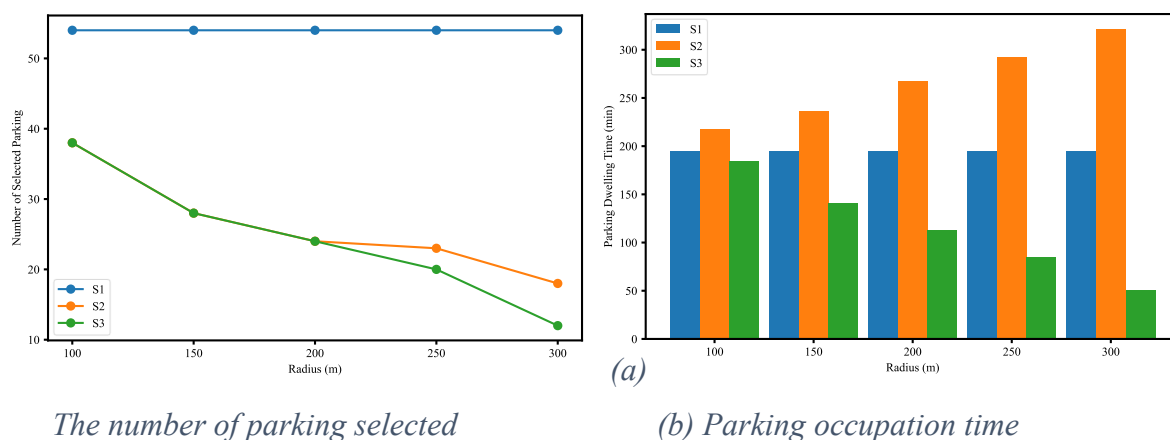 50
40
30
20
10
Number of Selected Parking
S1
S2
S3
100 150 200 250 300
Radius (m)
S1
S2
S3
300
250
200
150
100
50
0
Parking Dwelling Time (min)
100 150 200 250 300
Radius (m)
(a)
The number of parking selected
(b) Parking occupation time